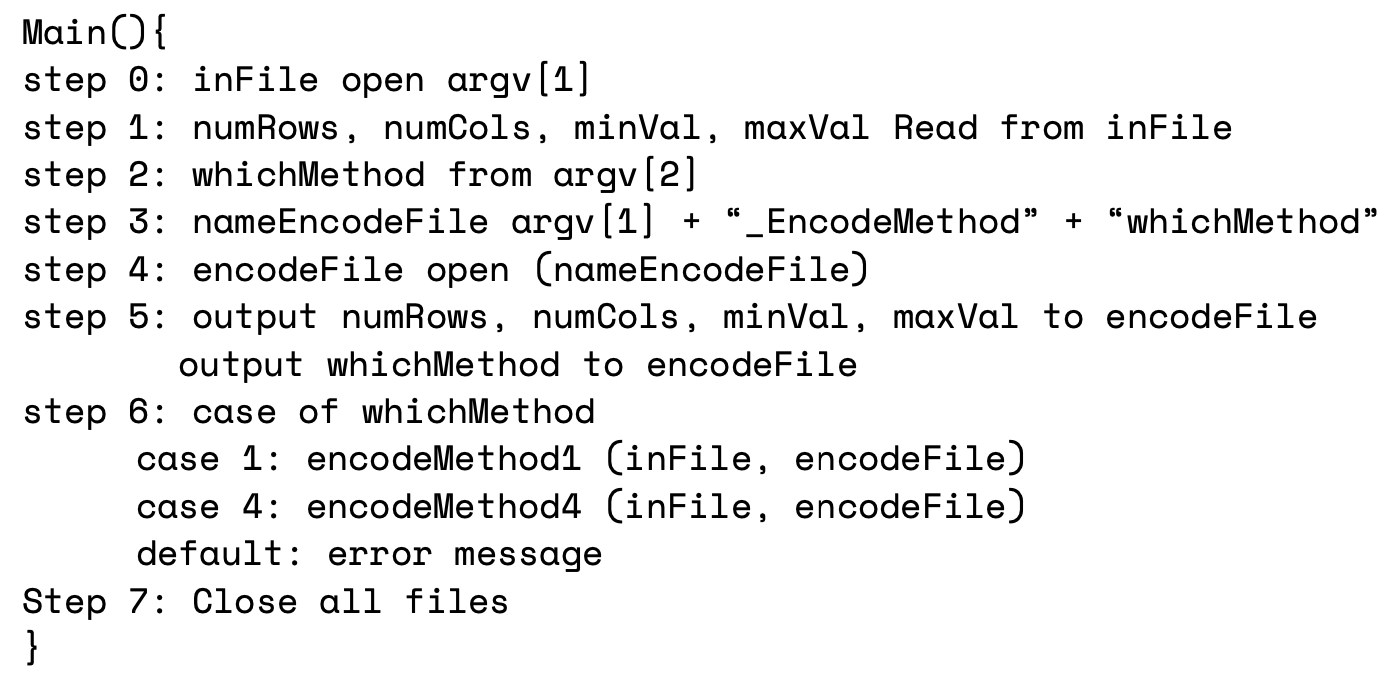 Main(){
step 0: inFile open argv[1]
step 1: numRows, numCols, minVal, maxVal Read from inFile
step 2: whichMethod from argv[2]
step 3: nameEncodeFile argv[1] + “_EncodeMethod” + “whichMethod”
step 4: encodeFile open (nameEncodeFile)
step 5: output numRows, numCols, minVal, maxVal to encodeFile
output whichMethod to encodeFile
step 6: case of whichMethod
case 1: encodeMethod1 (inFile, encodeFile)
case 4: encodeMethod4 (inFile, encodeFile)
default: error message
Step 7: Close all files
}